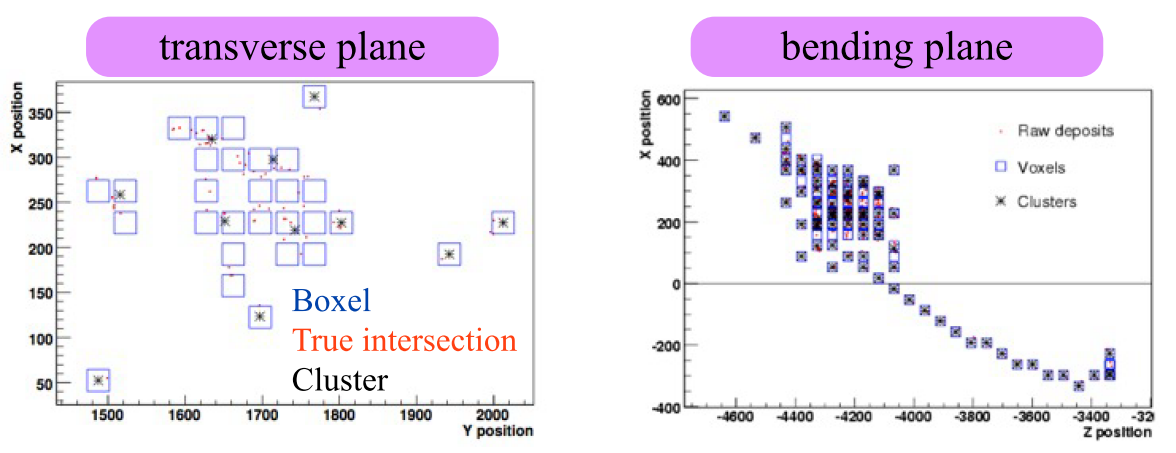 transverse plane
bending plane
X position
350
300
250
200
150
100
50
1500
1600
1700
1800
1900
2000
Y position
Boxel
True intersection
Cluster
X position
600
400
200
0
-200
-400
-4600
-4400
-4200
-4000
-3800
-3600
-3400
-320
Z position
Raw deposits
Voxels
Clusters